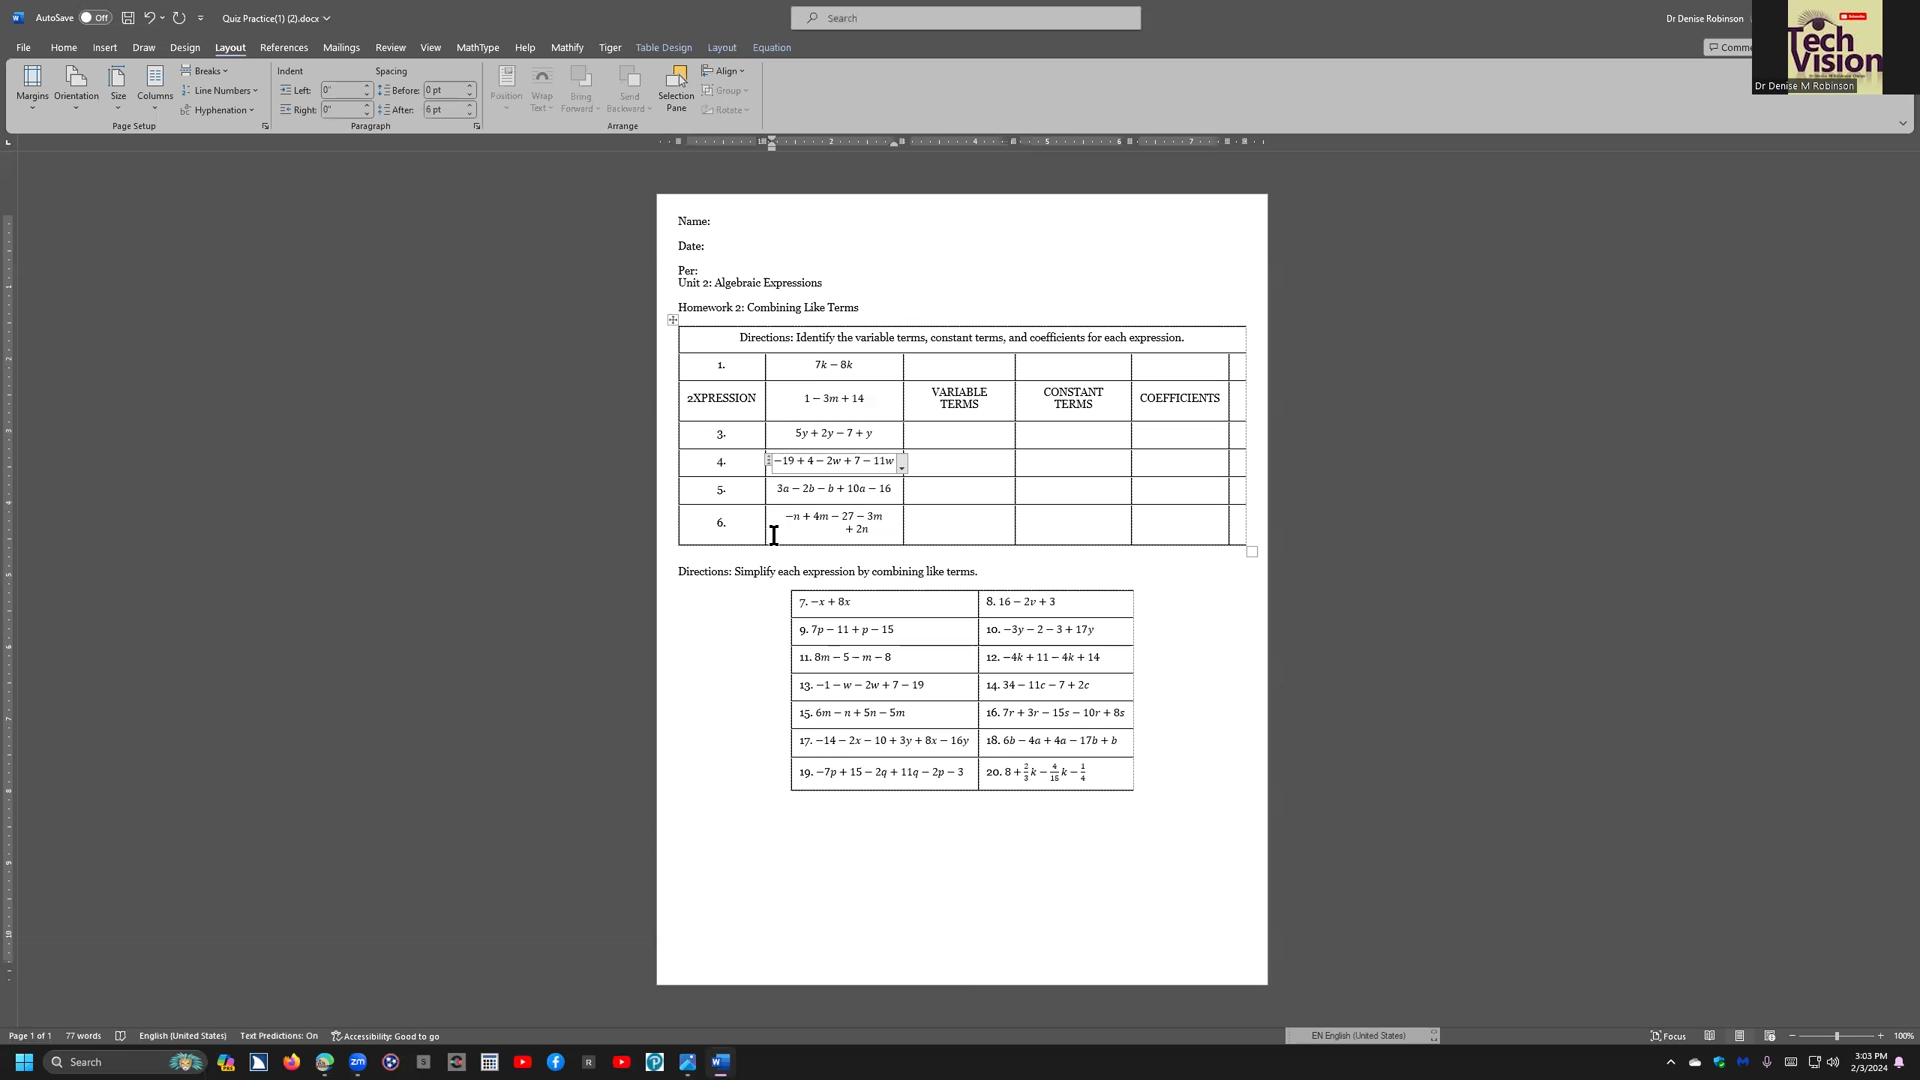 AutoSave Off Quiz Practice(1) (2).docx Search Dr Denise Robinson
File Home Insert Draw Design Layout References Mailings Review View MathType Help Mathify Tiger Table Design Layout Equation Comme
Subscribe
Tech
Vision
Dr Denise M Robinson
Margins Orientation Size Columns Breaks Line Numbers Hyphenation
Page Setup
Indent Spacing
Left: 0" Before: 0 pt
Right: 0" After: 6 pt
Paragraph
Position Wrap Text Bring Forward Send Backward Selection Pane Align Group Rotate
Arrange
Name:
Date:
Per:
Unit 2: Algebraic Expressions
Homework 2: Combining Like Terms
Directions: Identify the variable terms, constant terms, and coefficients for each expression.
1. 7k − 8k
2XPRESSION 1 − 3m + 14 VARIABLE TERMS CONSTANT TERMS COEFFICIENTS
3. 5y + 2y − 7 + y
4. −19 + 4 − 2w + 7 − 11w
5. 3a − 2b − b + 10a − 16
6. −n + 4m − 27 − 3m
+ 2n
Directions: Simplify each expression by combining like terms.
7. −x + 8x 8. 16 − 2v + 3
9. 7p − 11 + p − 15 10. −3y − 2 − 3 + 17y
11. 8m − 5 − m − 8 12. −4k + 11 − 4k + 14
13. −1 − w − 2w + 7 − 19 14. 34 − 11c − 7 + 2c
15. 6m − n + 5n − 5m 16. 7r + 3r − 15s − 10r + 8s
17. −14 − 2x − 10 + 3y + 8x − 16y 18. 6b − 4a + 4a − 17b + b
19. −7p + 15 − 2q + 11q − 2p − 3 20. 8 + 2/3 k − 4/15 k − 1/4
Page 1 of 1 77 words English (United States) Text Predictions: On Accessibility: Good to go EN English (United States) Focus 100%
Search 3:03 PM
2/3/2024